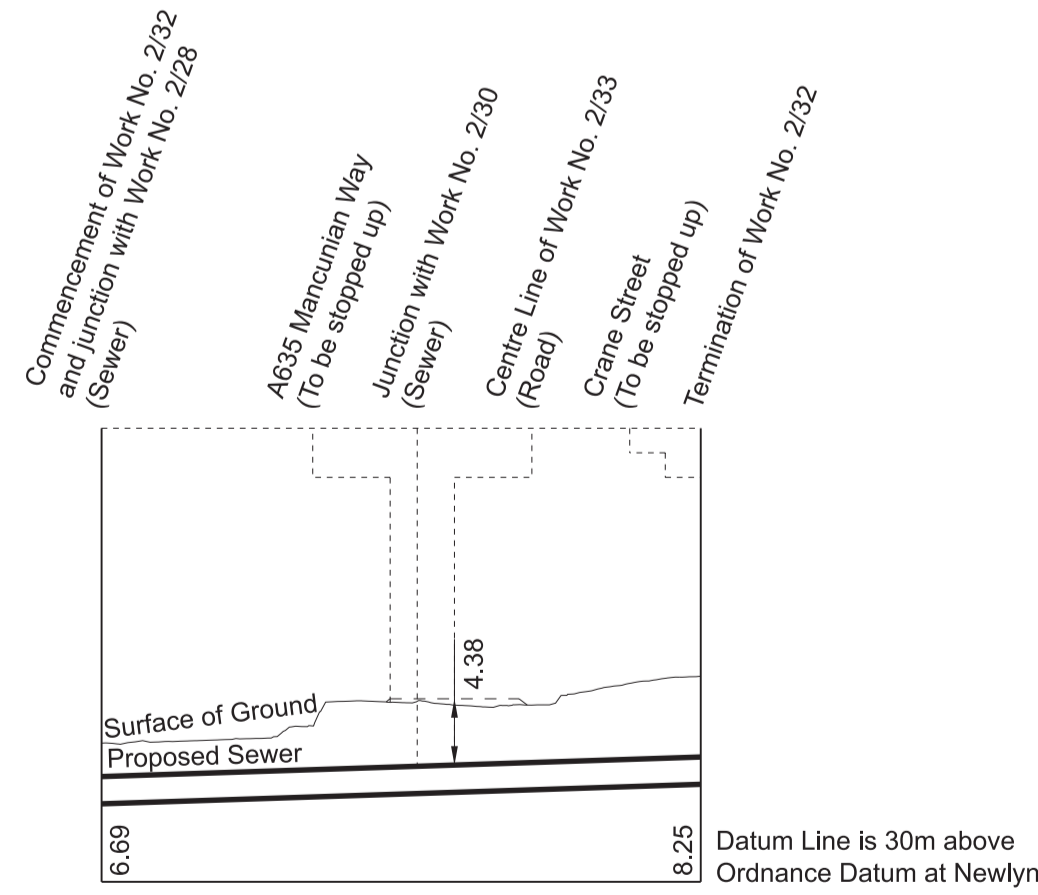 Commencement of Work No. 2/32
and junction with Work No. 2/28
(Sewer)
A635 Mancunian Way
(To be stopped up)
Junction with Work No. 2/30
(Sewer)
Centre Line of Work No. 2/33
(Road)
Crane Street
(To be stopped up)
Termination of Work No. 2/32
4.38
Surface of Ground
Proposed Sewer
6.69
8.25
Datum Line is 30m above
Ordnance Datum at Newlyn